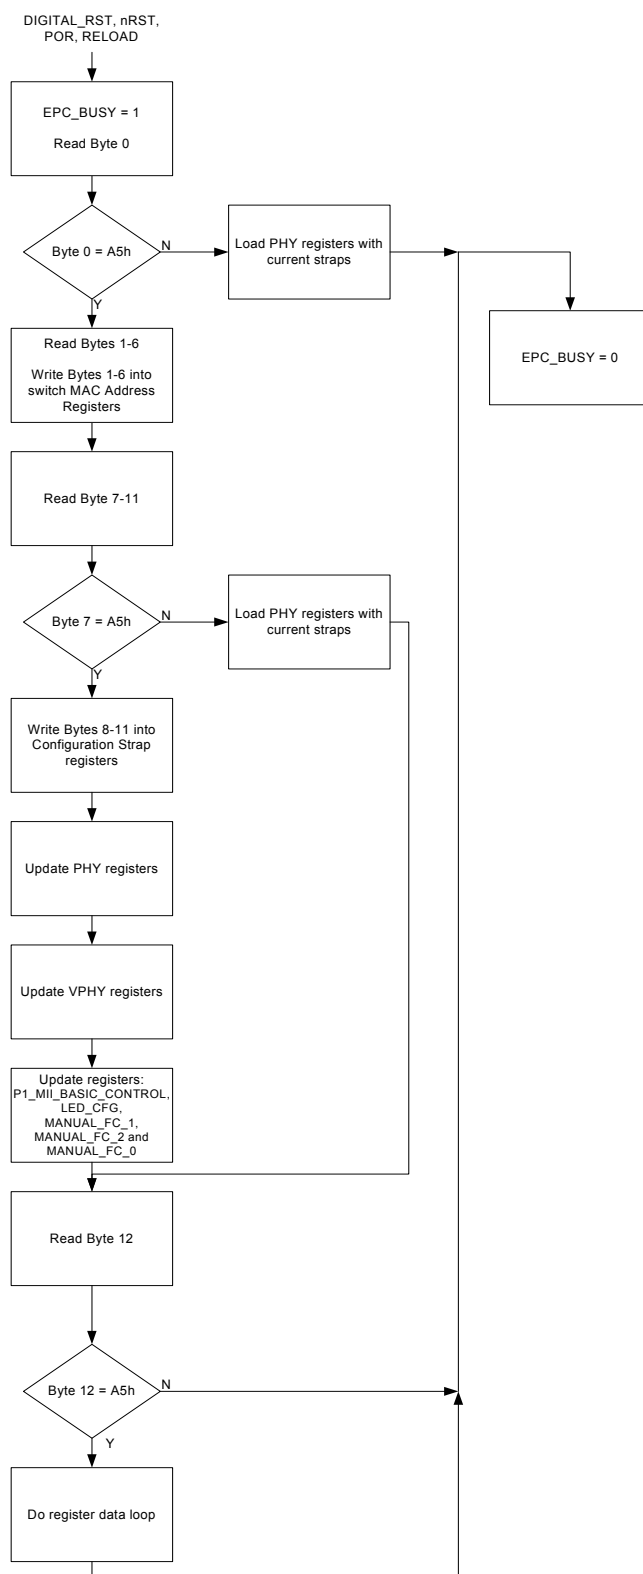 DIGITAL_RST, nRST,
POR, RELOAD
EPC_BUSY = 1
Read Byte 0
Byte 0 = A5h
N
Load PHY registers with
current straps
Y
EPC_BUSY = 0
Read Bytes 1-6
Write Bytes 1-6 into
switch MAC Address
Registers
Read Byte 7-11
Byte 7 = A5h
N
Load PHY registers with
current straps
Y
Write Bytes 8-11 into
Configuration Strap
registers
Update PHY registers
Update VPHY registers
Update registers:
P1_MII_BASIC_CONTROL,
LED_CFG,
MANUAL_FC_1,
MANUAL_FC_2 and
MANUAL_FC_0
Read Byte 12
Byte 12 = A5h
N
Y
Do register data loop